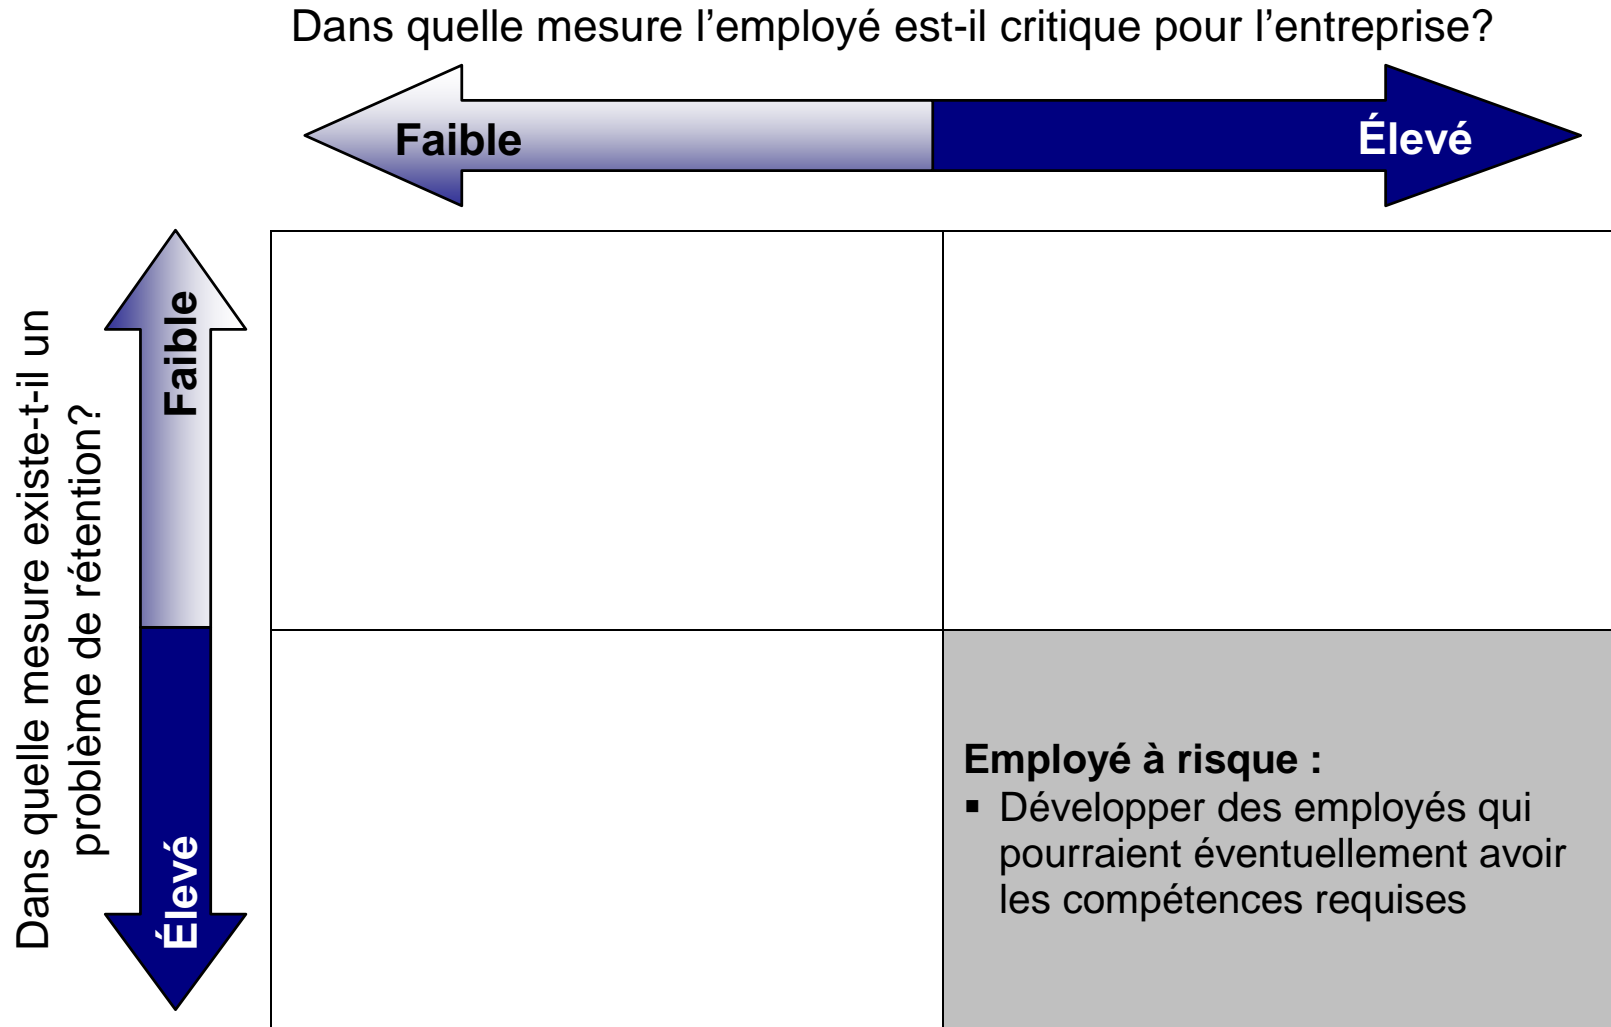 Dans quelle mesure l’employé est-il critique pour l’entreprise?
Faible
Élevé
Dans quelle mesure existe-t-il un
problème de rétention?
Faible
Élevé
Employé à risque :
▪ Développer des employés qui
pourraient éventuellement avoir
les compétences requises